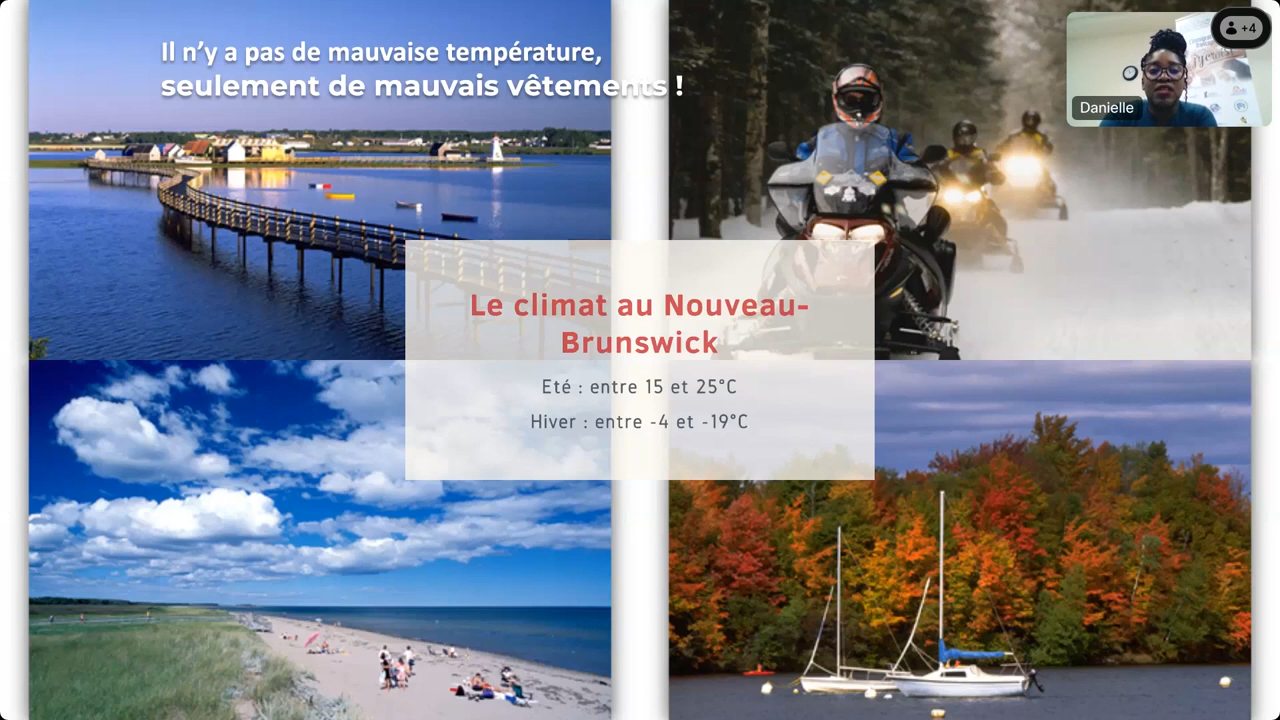 Il n’y a pas de mauvaise température,
seulement de mauvais vêtements !
+4
Danielle
Le climat au Nouveau-
Brunswick
Eté : entre 15 et 25°C
Hiver : entre -4 et -19°C